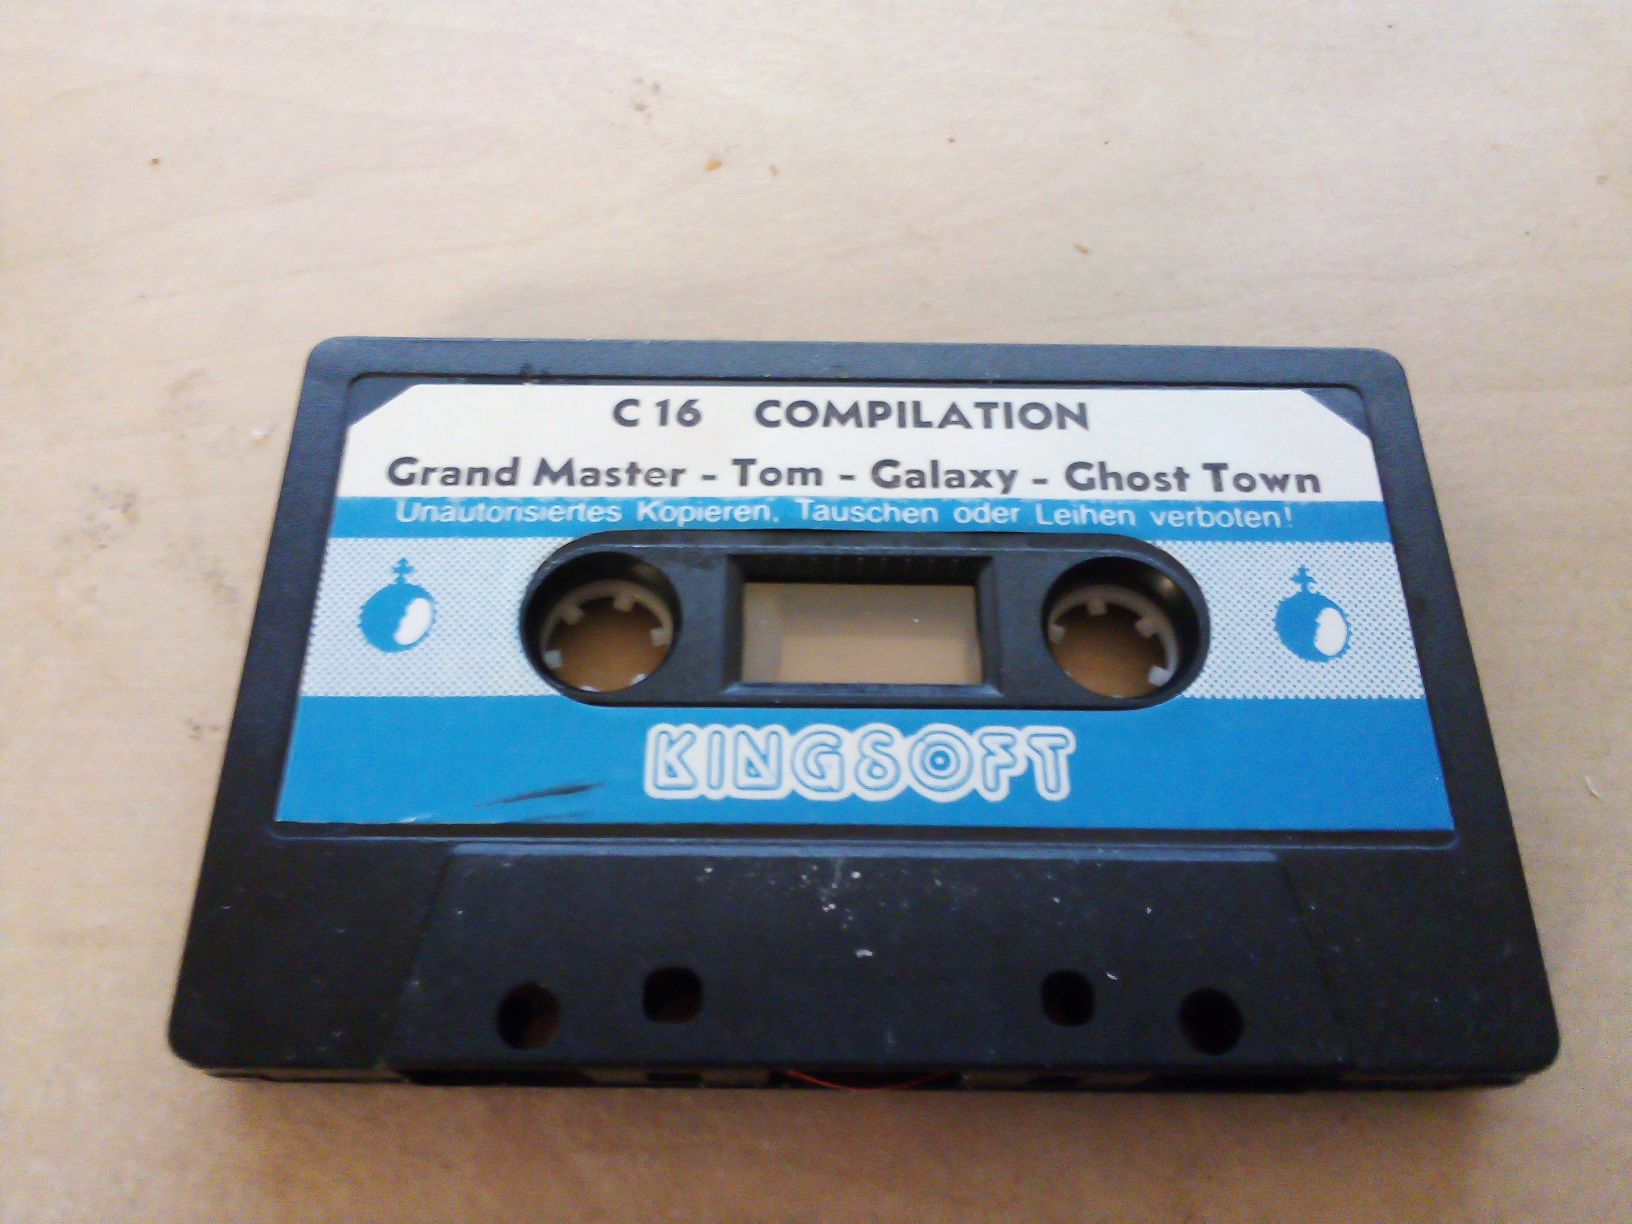 C 16 COMPILATION
Grand Master - Tom - Galaxy - Ghost Town
Unautorisiertes Kopieren, Tauschen oder Leihen verboten!
KINGSOFT